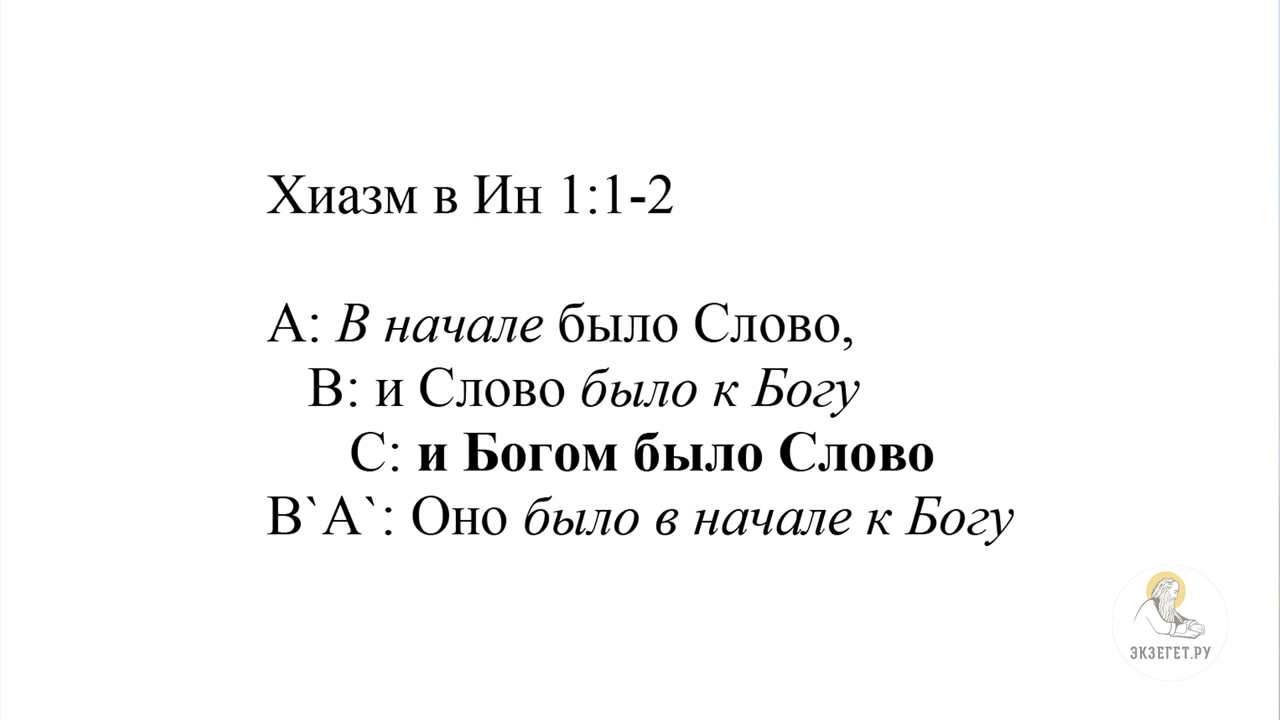 Хиазм в Ин 1:1-2
A: В начале было Слово,
B: и Слово было к Богу
C: и Богом было Слово
B`A`: Оно было в начале к Богу
ЭКЗЕГЕТ.РУ